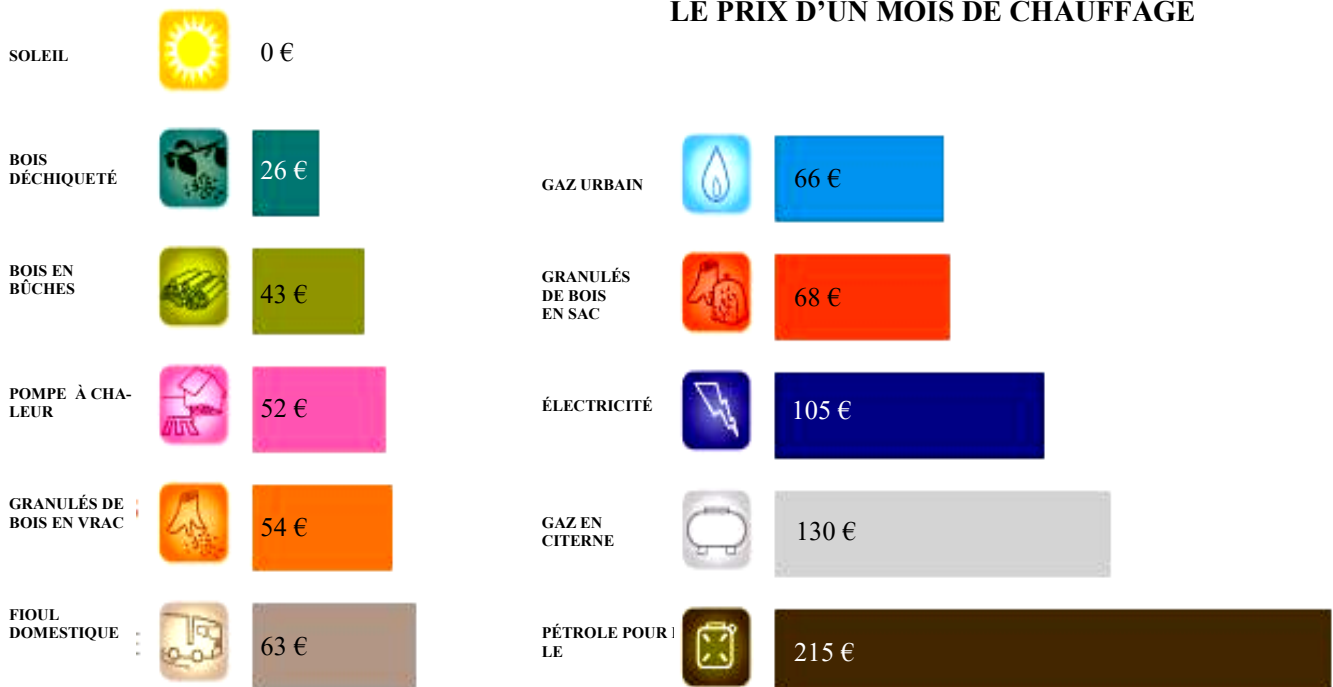 LE PRIX D'UN MOIS DE CHAUFFAGE
SOLEIL
0 €
BOIS
DÉCHIQUETÉ
26 €
BOIS EN
BÛCHES
43 €
POMPE À CHA-
LEUR
52 €
GRANULÉS DE
BOIS EN VRAC
54 €
FIOUL
DOMESTIQUE
63 €
GAZ URBAIN
66 €
GRANULÉS
DE BOIS
EN SAC
68 €
ÉLECTRICITÉ
105 €
GAZ EN
CITERNE
130 €
PÉTROLE POUR
LE
215 €